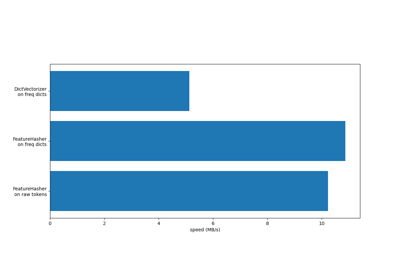 DictVectorizer
on freq dicts
FeatureHasher
on freq dicts
FeatureHasher
on raw tokens
0 2 4 6 8 10
speed (MB/s)